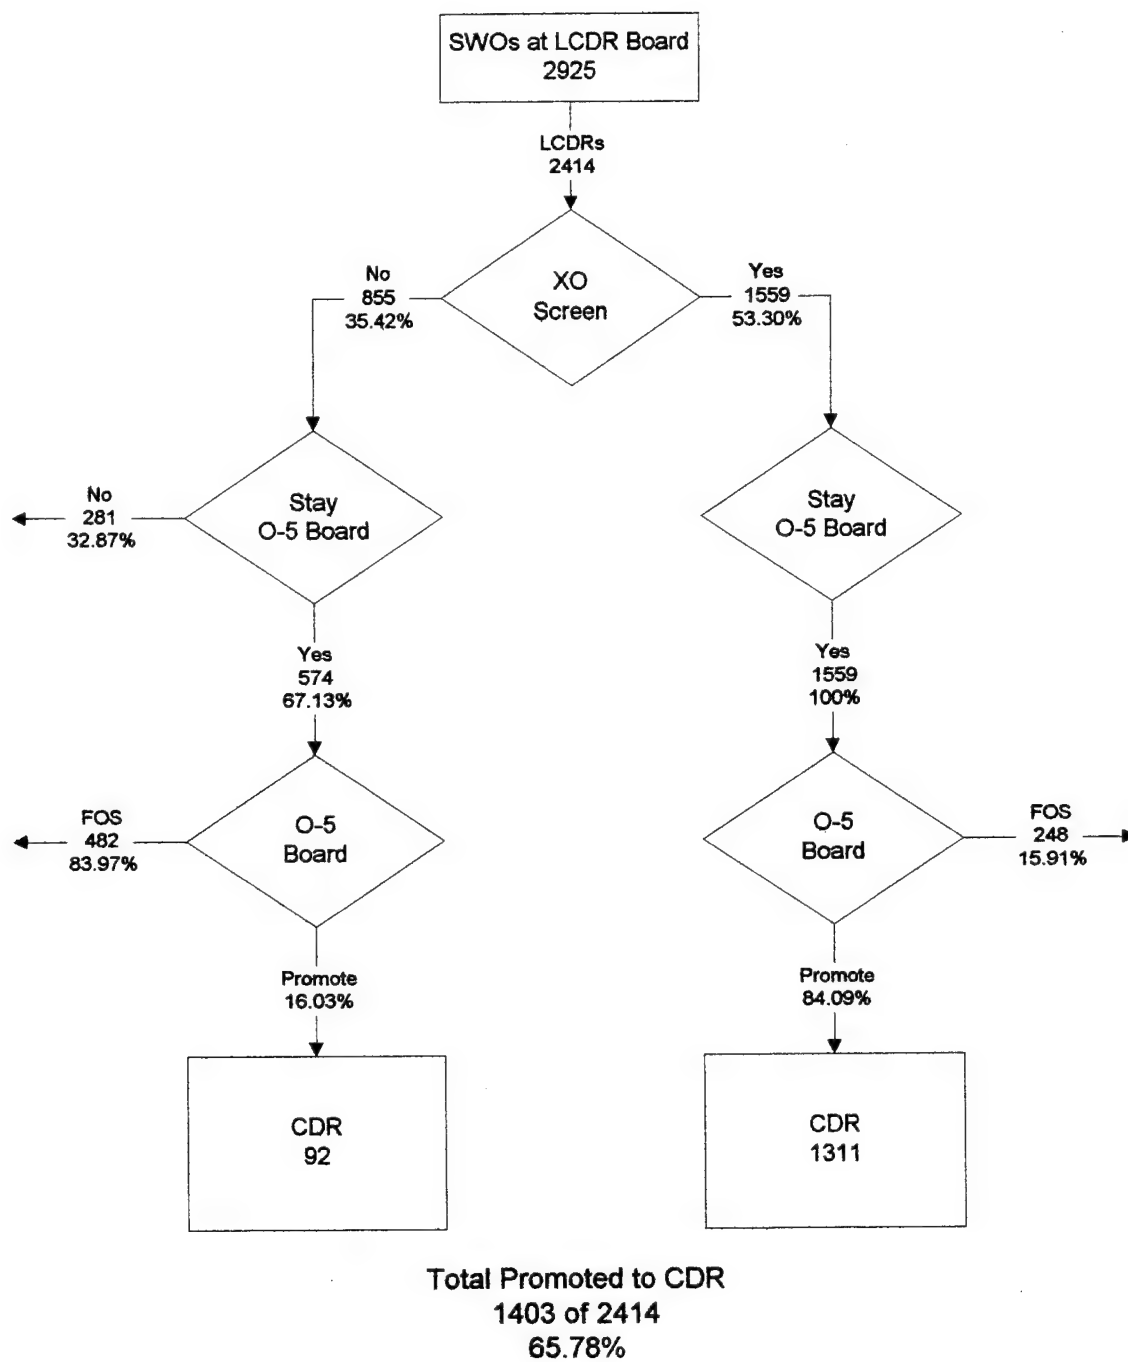 SWOs at LCDR Board
2925
LCDRs
2414
XO
Screen
No
855
35.42%
Yes
1559
53.30%
Stay
O-5 Board
No
281
32.87%
Stay
O-5 Board
Yes
574
67.13%
Yes
1559
100%
O-5
Board
FOS
482
83.97%
O-5
Board
FOS
248
15.91%
Promote
16.03%
Promote
84.09%
CDR
92
CDR
1311
Total Promoted to CDR
1403 of 2414
65.78%